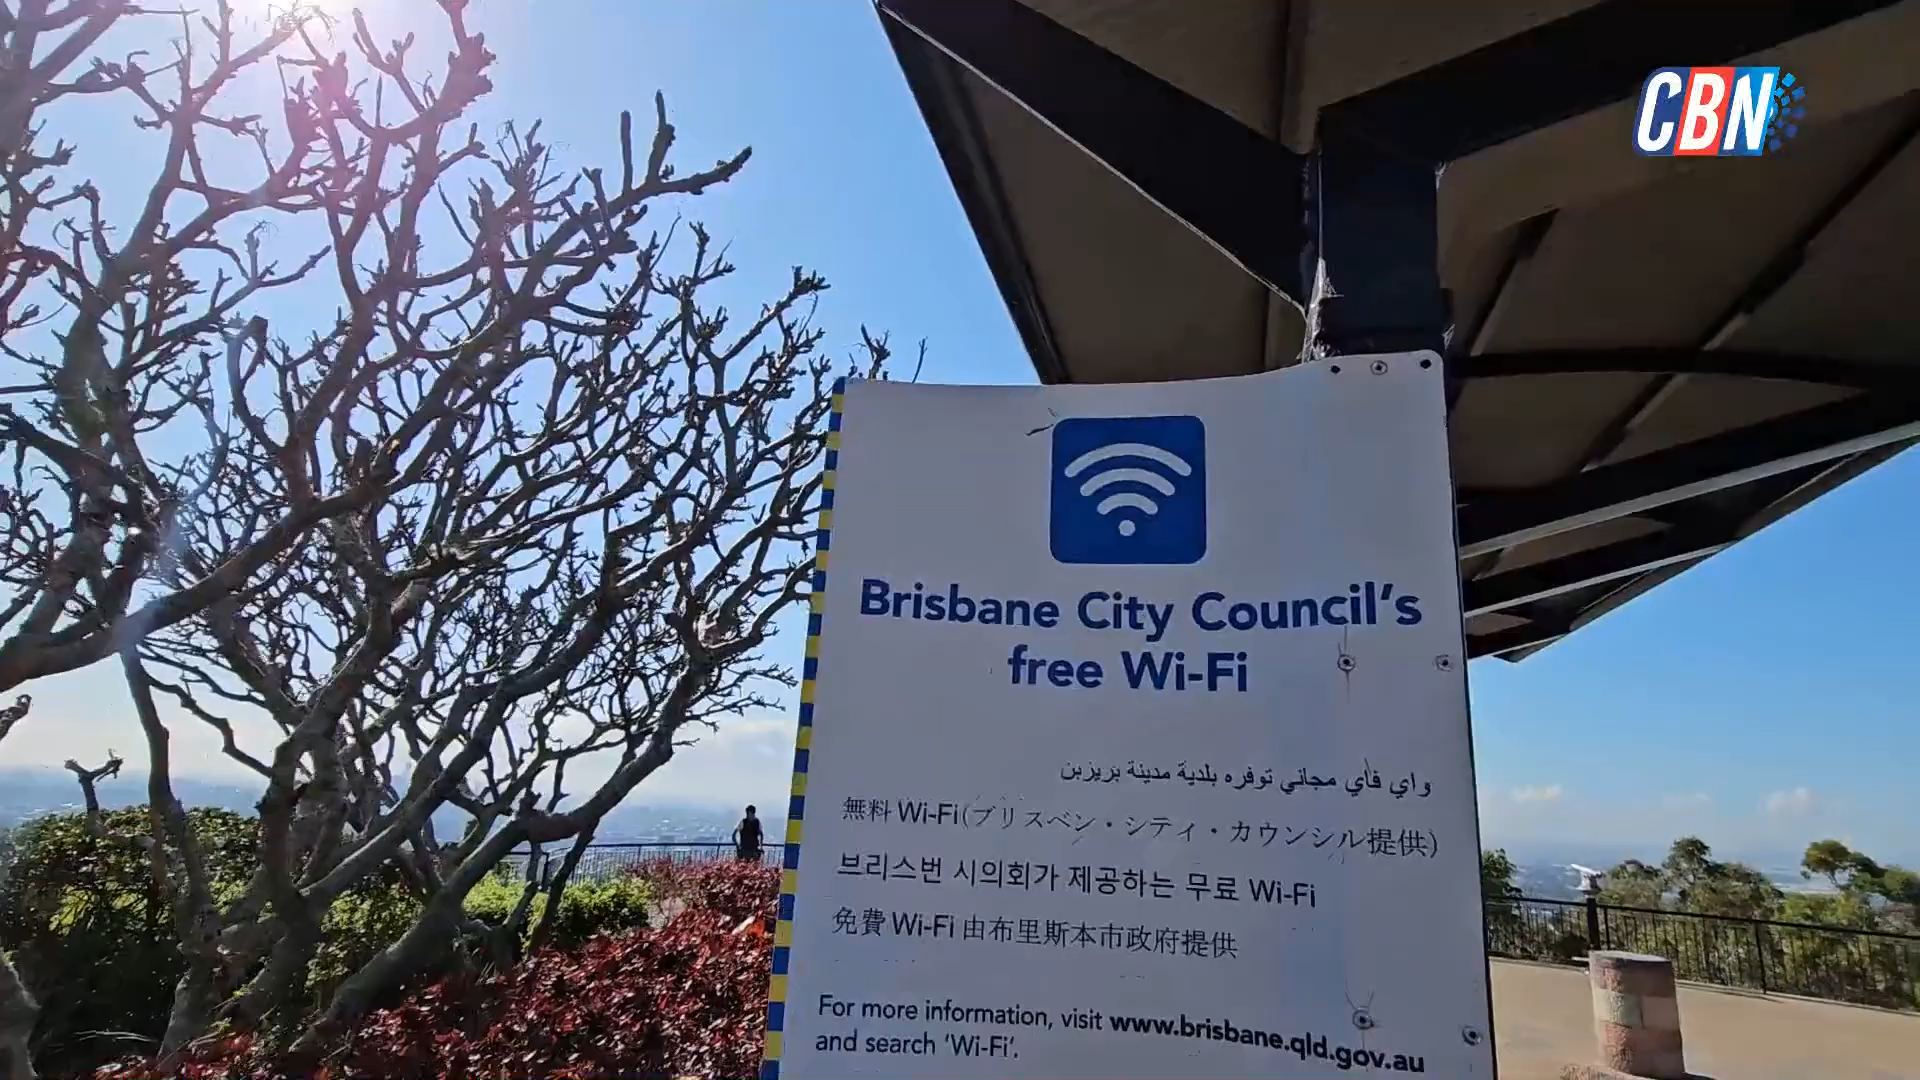 CBN
Brisbane City Council's
free Wi-Fi
واي فاي مجاني توفره بلدية مدينة بريزبن
無料 Wi-Fi(ブリスベン・シティ・カウンシル提供)
브리스번 시의회가 제공하는 무료 Wi-Fi
免費 Wi-Fi 由布里斯本市政府提供
For more information, visit www.brisbane.qld.gov.au
and search 'Wi-Fi'.